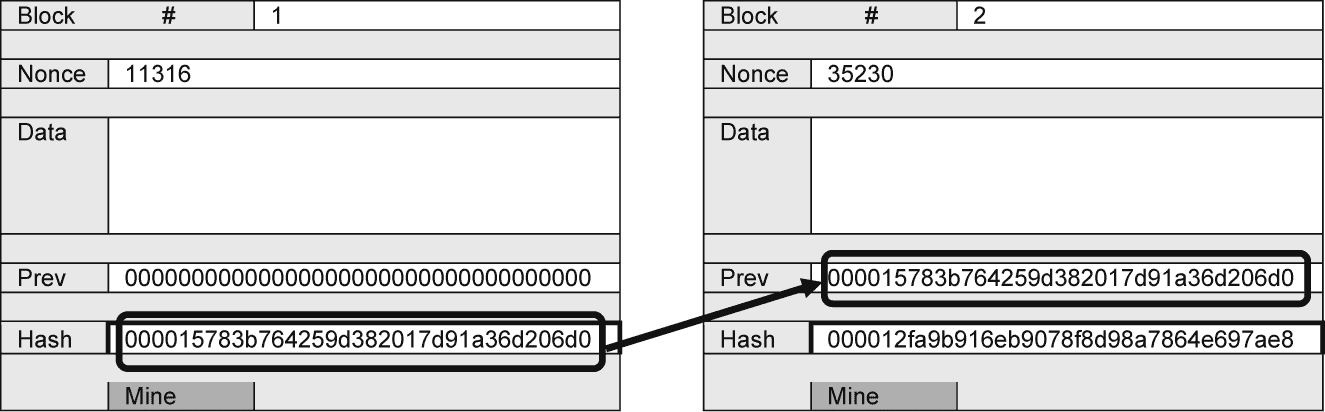 Block # 1
Nonce 11316
Data
Prev 00000000000000000000000000000000
Hash 000015783b764259d382017d91a36d206d0
Mine
Block # 2
Nonce 35230
Data
Prev 000015783b764259d382017d91a36d206d0
Hash 000012fa9b916eb9078f8d98a7864e697ae8
Mine